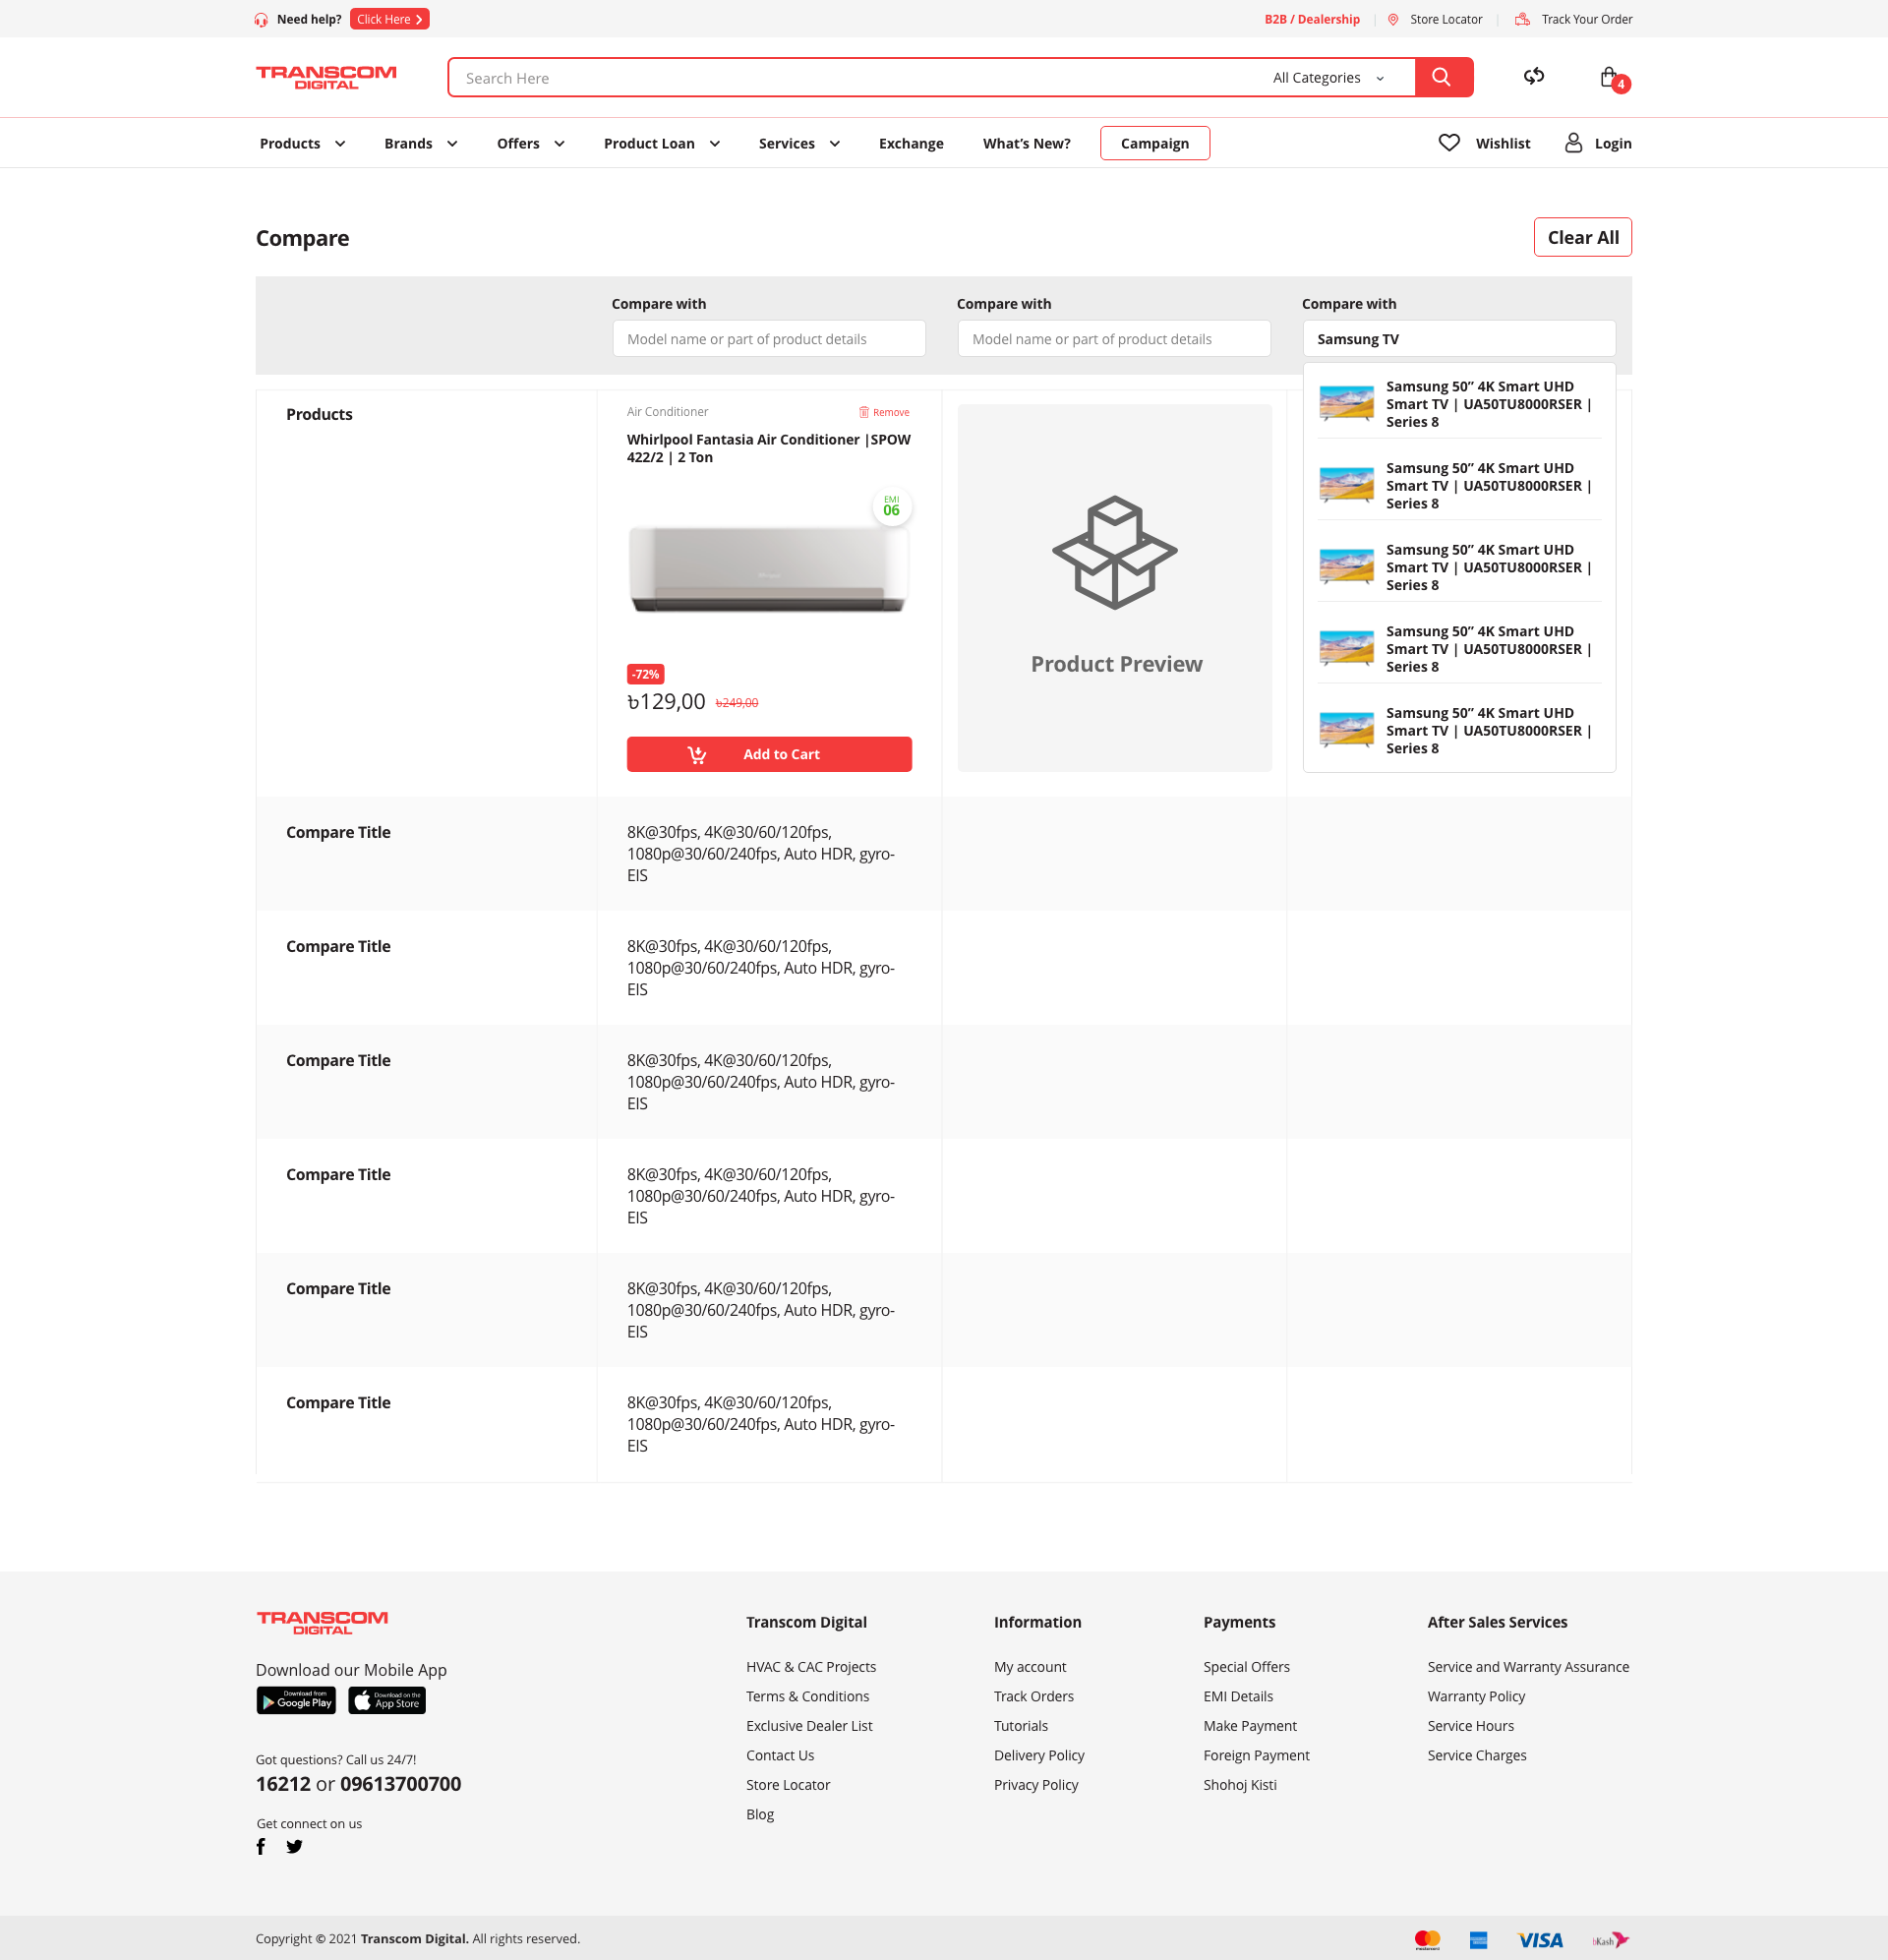 Need help?
Click Here
B2B / Dealership
Store Locator
Track Your Order
TRANSCOM
DIGITAL
Search Here
All Categories
4
Products
Brands
Offers
Product Loan
Services
Exchange
What’s New?
Campaign
Wishlist
Login
Compare
Clear All
Compare with
Model name or part of product details
Compare with
Model name or part of product details
Compare with
Samsung TV
Products
Air Conditioner
Remove
Whirlpool Fantasia Air Conditioner |SPOW
422/2 | 2 Ton
EMI
06
-72%
৳129,00 ৳249,00
Add to Cart
Product Preview
Samsung 50” 4K Smart UHD
Smart TV | UA50TU8000RSER |
Series 8
Samsung 50” 4K Smart UHD
Smart TV | UA50TU8000RSER |
Series 8
Samsung 50” 4K Smart UHD
Smart TV | UA50TU8000RSER |
Series 8
Samsung 50” 4K Smart UHD
Smart TV | UA50TU8000RSER |
Series 8
Samsung 50” 4K Smart UHD
Smart TV | UA50TU8000RSER |
Series 8
Compare Title
8K@30fps, 4K@30/60/120fps,
1080p@30/60/240fps, Auto HDR, gyro-
EIS
Compare Title
8K@30fps, 4K@30/60/120fps,
1080p@30/60/240fps, Auto HDR, gyro-
EIS
Compare Title
8K@30fps, 4K@30/60/120fps,
1080p@30/60/240fps, Auto HDR, gyro-
EIS
Compare Title
8K@30fps, 4K@30/60/120fps,
1080p@30/60/240fps, Auto HDR, gyro-
EIS
Compare Title
8K@30fps, 4K@30/60/120fps,
1080p@30/60/240fps, Auto HDR, gyro-
EIS
Compare Title
8K@30fps, 4K@30/60/120fps,
1080p@30/60/240fps, Auto HDR, gyro-
EIS
TRANSCOM
DIGITAL
Download our Mobile App
Download from
Google Play
Download on the
App Store
Got questions? Call us 24/7!
16212 or 09613700700
Get connect on us
Transcom Digital
HVAC & CAC Projects
Terms & Conditions
Exclusive Dealer List
Contact Us
Store Locator
Blog
Information
My account
Track Orders
Tutorials
Delivery Policy
Privacy Policy
Payments
Special Offers
EMI Details
Make Payment
Foreign Payment
Shohoj Kisti
After Sales Services
Service and Warranty Assurance
Warranty Policy
Service Hours
Service Charges
Copyright © 2021 Transcom Digital. All rights reserved.
mastercard
VISA
bKash